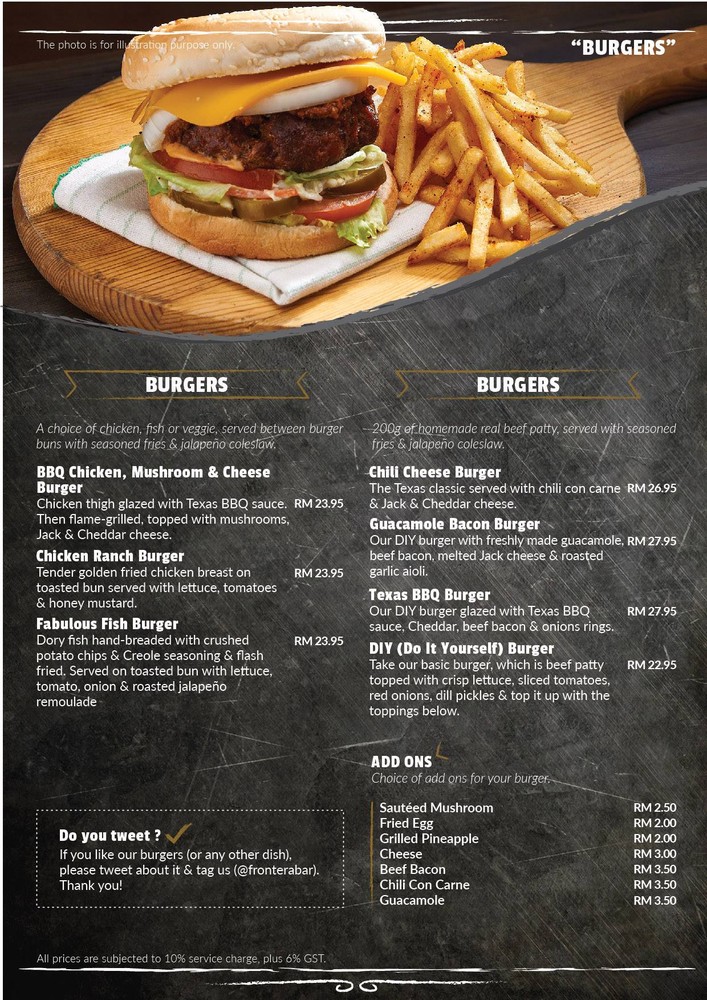 The photo is for illustration purpose only.
“BURGERS”
BURGERS
A choice of chicken, fish or veggie, served between burger
buns with seasoned fries & jalapeño coleslaw.
BBQ Chicken, Mushroom & Cheese
Burger
Chicken thigh glazed with Texas BBQ sauce. RM 23.95
Then flame-grilled, topped with mushrooms,
Jack & Cheddar cheese.
Chicken Ranch Burger
Tender golden fried chicken breast on RM 23.95
toasted bun served with lettuce, tomatoes
& honey mustard.
Fabulous Fish Burger
Dory fish hand-breaded with crushed RM 23.95
potato chips & Creole seasoning & flash
fried. Served on toasted bun with lettuce,
tomato, onion & roasted jalapeño
remoulade
Do you tweet ?
If you like our burgers (or any other dish),
please tweet about it & tag us (@fronterabar).
Thank you!
BURGERS
200g of homemade real beef patty, served with seasoned
fries & jalapeño coleslaw.
Chili Cheese Burger
The Texas classic served with chili con carne RM 26.95
& Jack & Cheddar cheese.
Guacamole Bacon Burger
Our DIY burger with freshly made guacamole, RM 27.95
beef bacon, melted Jack cheese & roasted
garlic aioli.
Texas BBQ Burger
Our DIY burger glazed with Texas BBQ RM 27.95
sauce, Cheddar, beef bacon & onions rings.
DIY (Do It Yourself) Burger
Take our basic burger, which is beef patty RM 22.95
topped with crisp lettuce, sliced tomatoes,
red onions, dill pickles & top it up with the
toppings below.
ADD ONS
Choice of add ons for your burger.
Sautéed Mushroom RM 2.50
Fried Egg RM 2.00
Grilled Pineapple RM 2.00
Cheese RM 3.00
Beef Bacon RM 3.50
Chili Con Carne RM 3.50
Guacamole RM 3.50
All prices are subjected to 10% service charge, plus 6% GST.